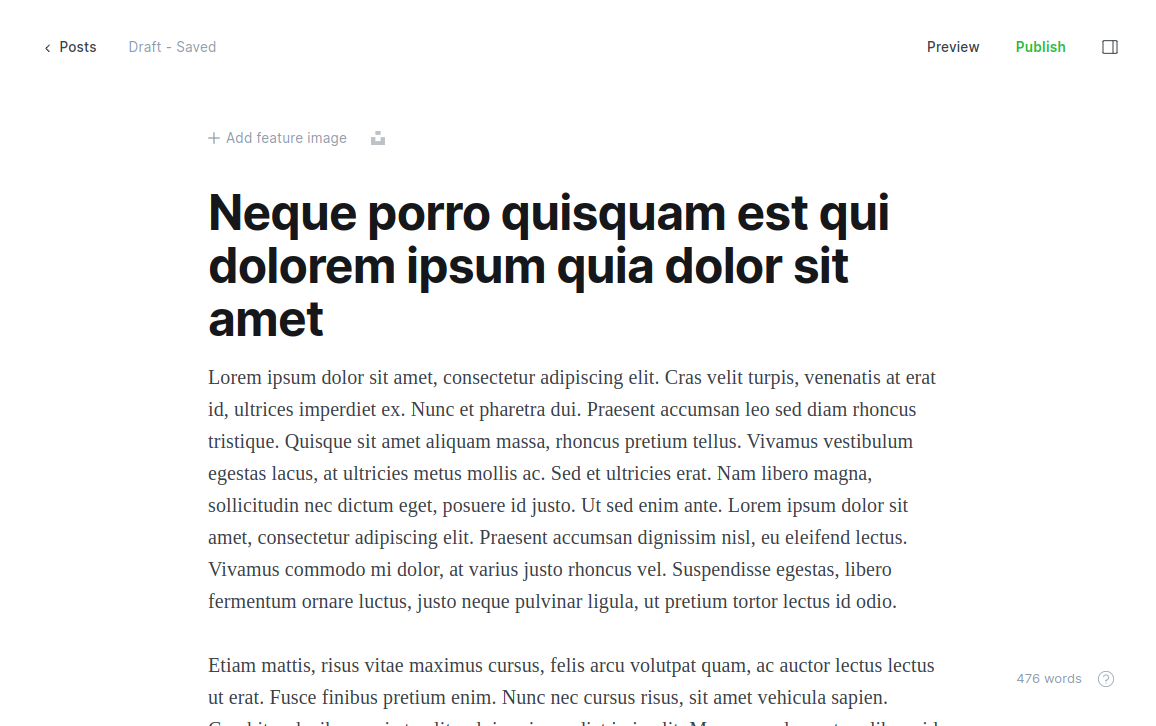 Posts
Draft - Saved
Preview
Publish
Add feature image
Neque porro quisquam est qui
dolorem ipsum quia dolor sit
amet
Lorem ipsum dolor sit amet, consectetur adipiscing elit. Cras velit turpis, venenatis at erat
id, ultrices imperdiet ex. Nunc et pharetra dui. Praesent accumsan leo sed diam rhoncus
tristique. Quisque sit amet aliquam massa, rhoncus pretium tellus. Vivamus vestibulum
egestas lacus, at ultricies metus mollis ac. Sed et ultricies erat. Nam libero magna,
sollicitudin nec dictum eget, posuere id justo. Ut sed enim ante. Lorem ipsum dolor sit
amet, consectetur adipiscing elit. Praesent accumsan dignissim nisl, eu eleifend lectus.
Vivamus commodo mi dolor, at varius justo rhoncus vel. Suspendisse egestas, libero
fermentum ornare luctus, justo neque pulvinar ligula, ut pretium tortor lectus id odio.
Etiam mattis, risus vitae maximus cursus, felis arcu volutpat quam, ac auctor lectus lectus
ut erat. Fusce finibus pretium enim. Nunc nec cursus risus, sit amet vehicula sapien.
476 words